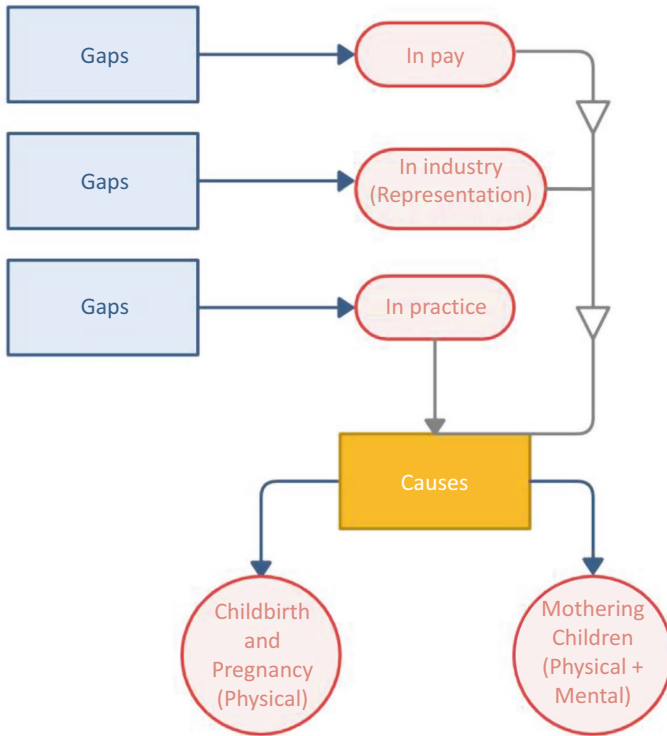 Gaps
In pay
Gaps
In industry
(Representation)
Gaps
In practice
Causes
Childbirth
and
Pregnancy
(Physical)
Mothering
Children
(Physical +
Mental)